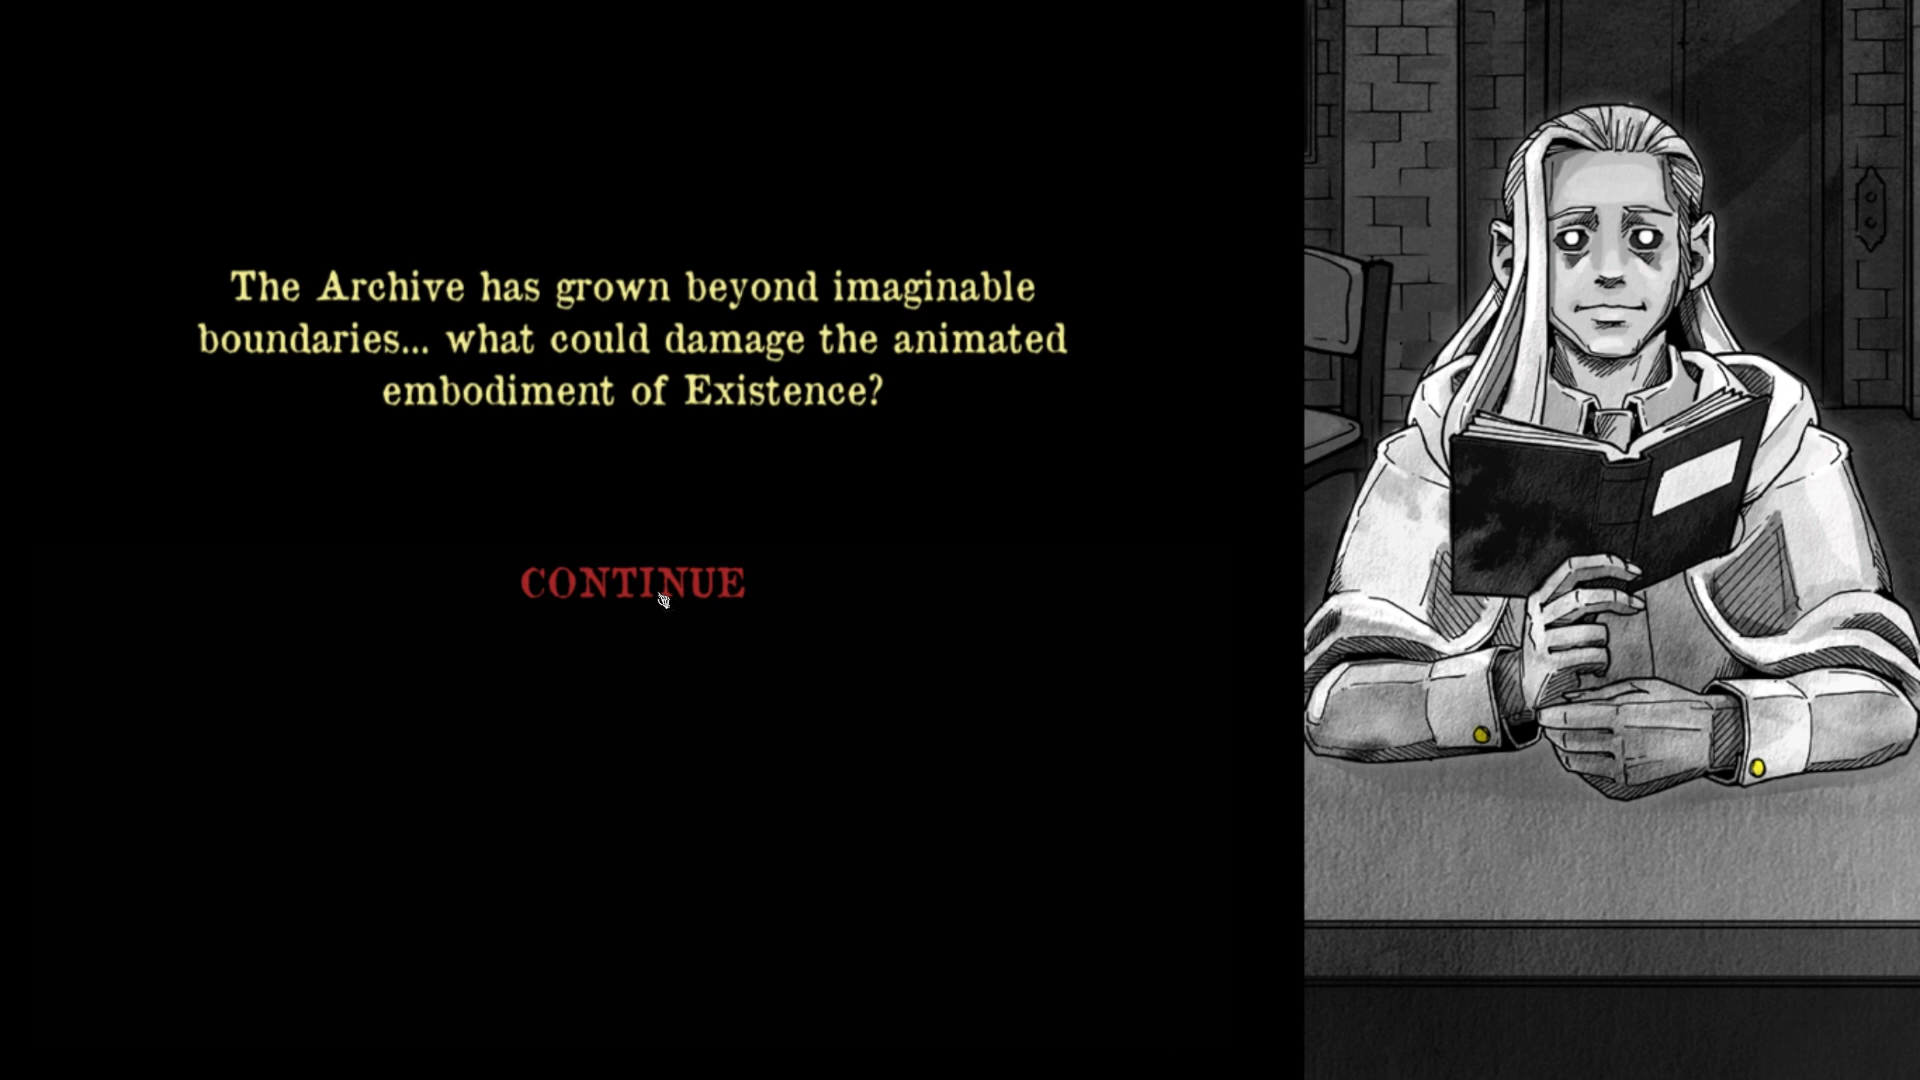 The Archive has grown beyond imaginable
boundaries... what could damage the animated
embodiment of Existence?
CONTINUE